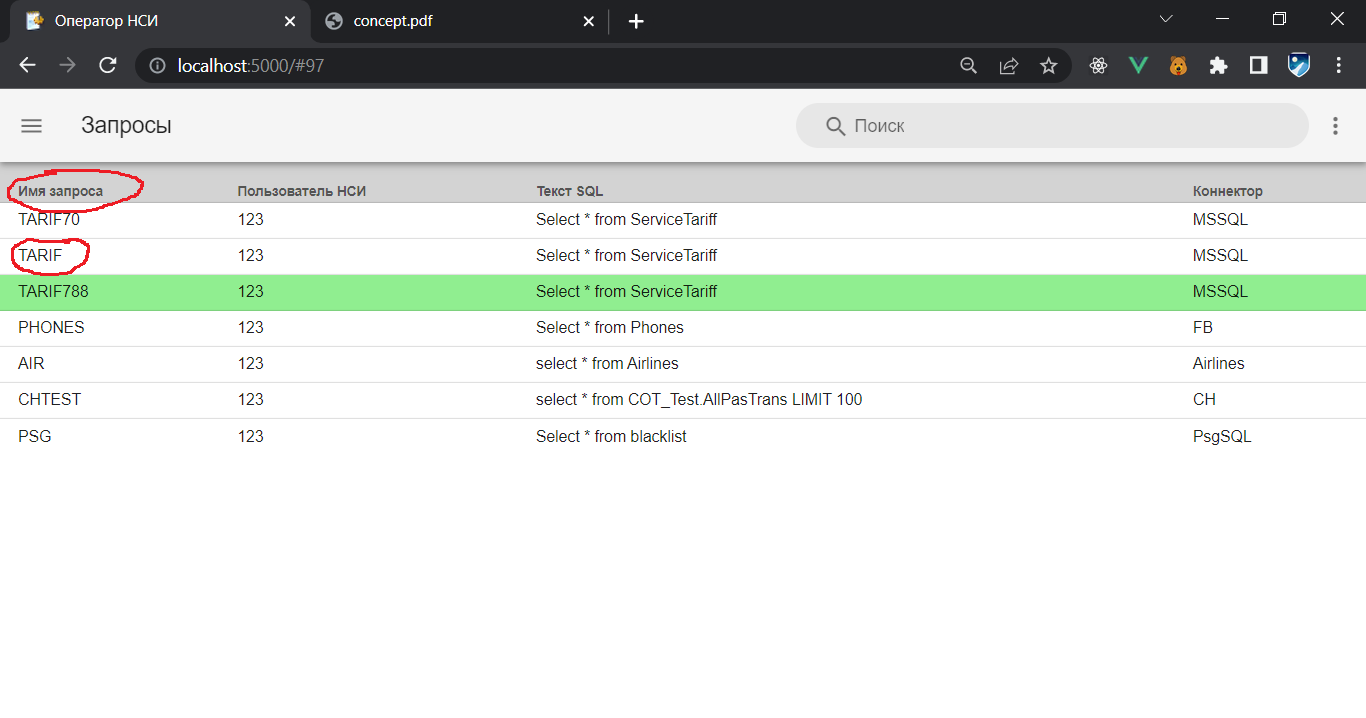 Оператор НСИ concept.pdf
localhost:5000/#97
Запросы Поиск
Имя запроса Пользователь НСИ Текст SQL Коннектор
TARIF70 123 Select * from ServiceTariff MSSQL
TARIF 123 Select * from ServiceTariff MSSQL
TARIF788 123 Select * from ServiceTariff MSSQL
PHONES 123 Select * from Phones FB
AIR 123 select * from Airlines Airlines
CHTEST 123 select * from COT_Test.AllPasTrans LIMIT 100 CH
PSG 123 Select * from blacklist PsgSQL